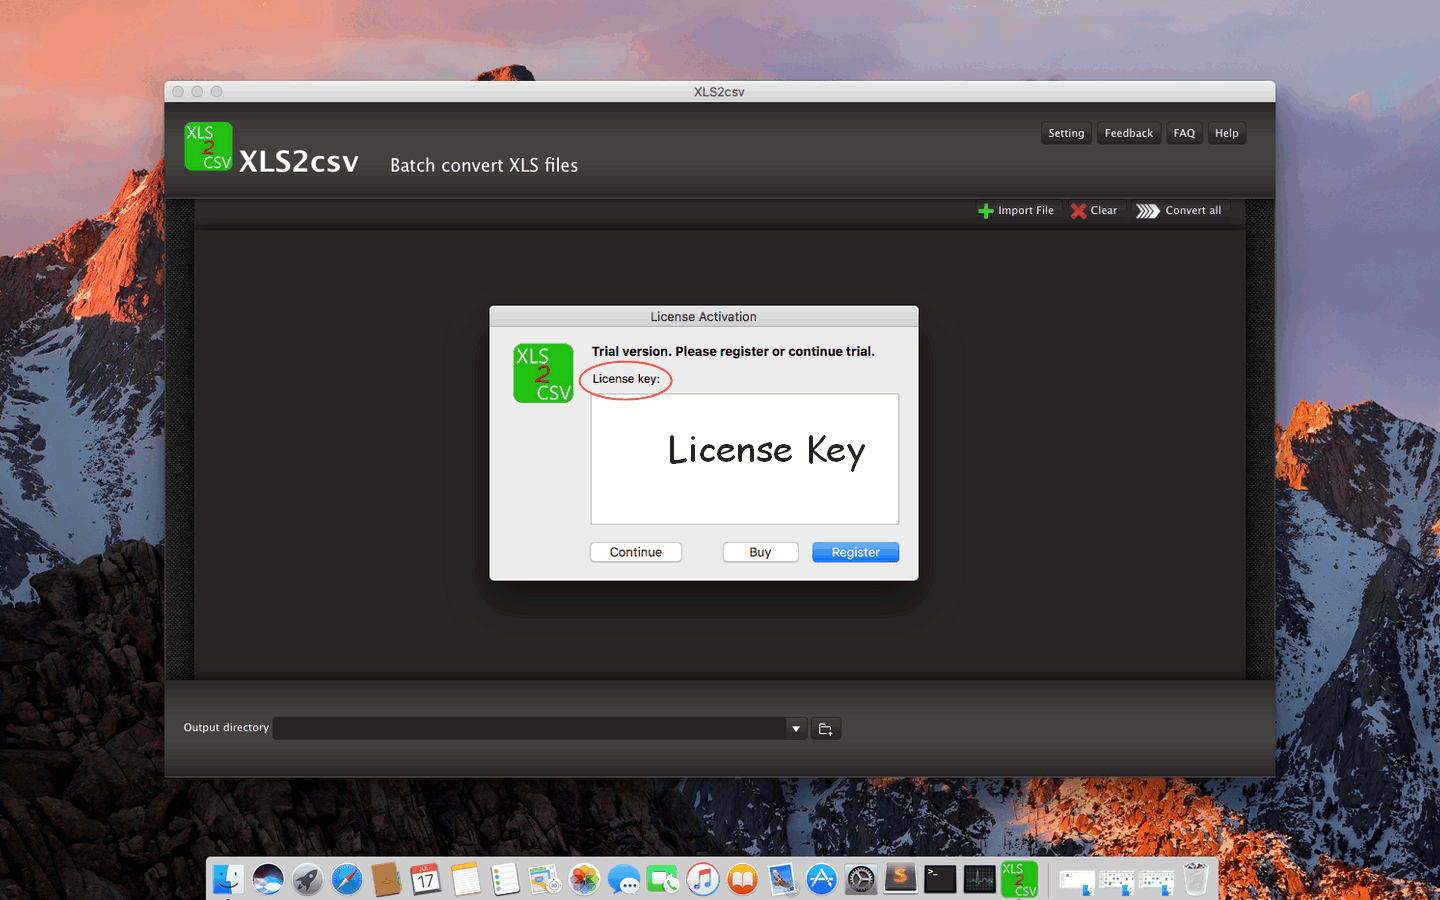 XLS2csv
XLS
2
CSV
XLS2csv
Batch convert XLS files
Setting
Feedback
FAQ
Help
Import File
Clear
Convert all
License Activation
XLS
2
CSV
Trial version. Please register or continue trial.
License key:
License Key
Continue
Buy
Register
Output directory
JUL
17
S
>_
XLS
2
CSV